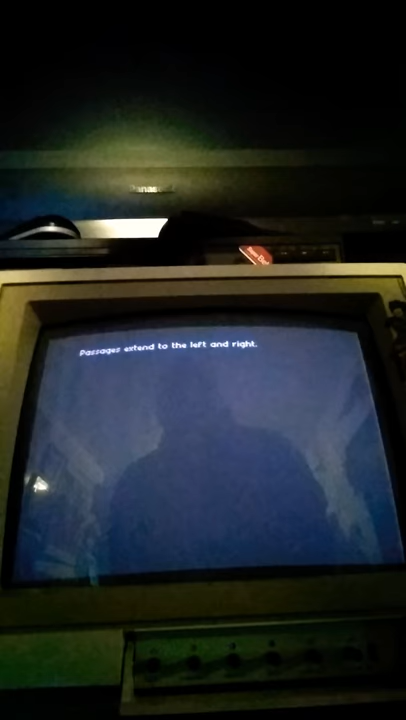 Panasonic
Passages extend to the left and right.